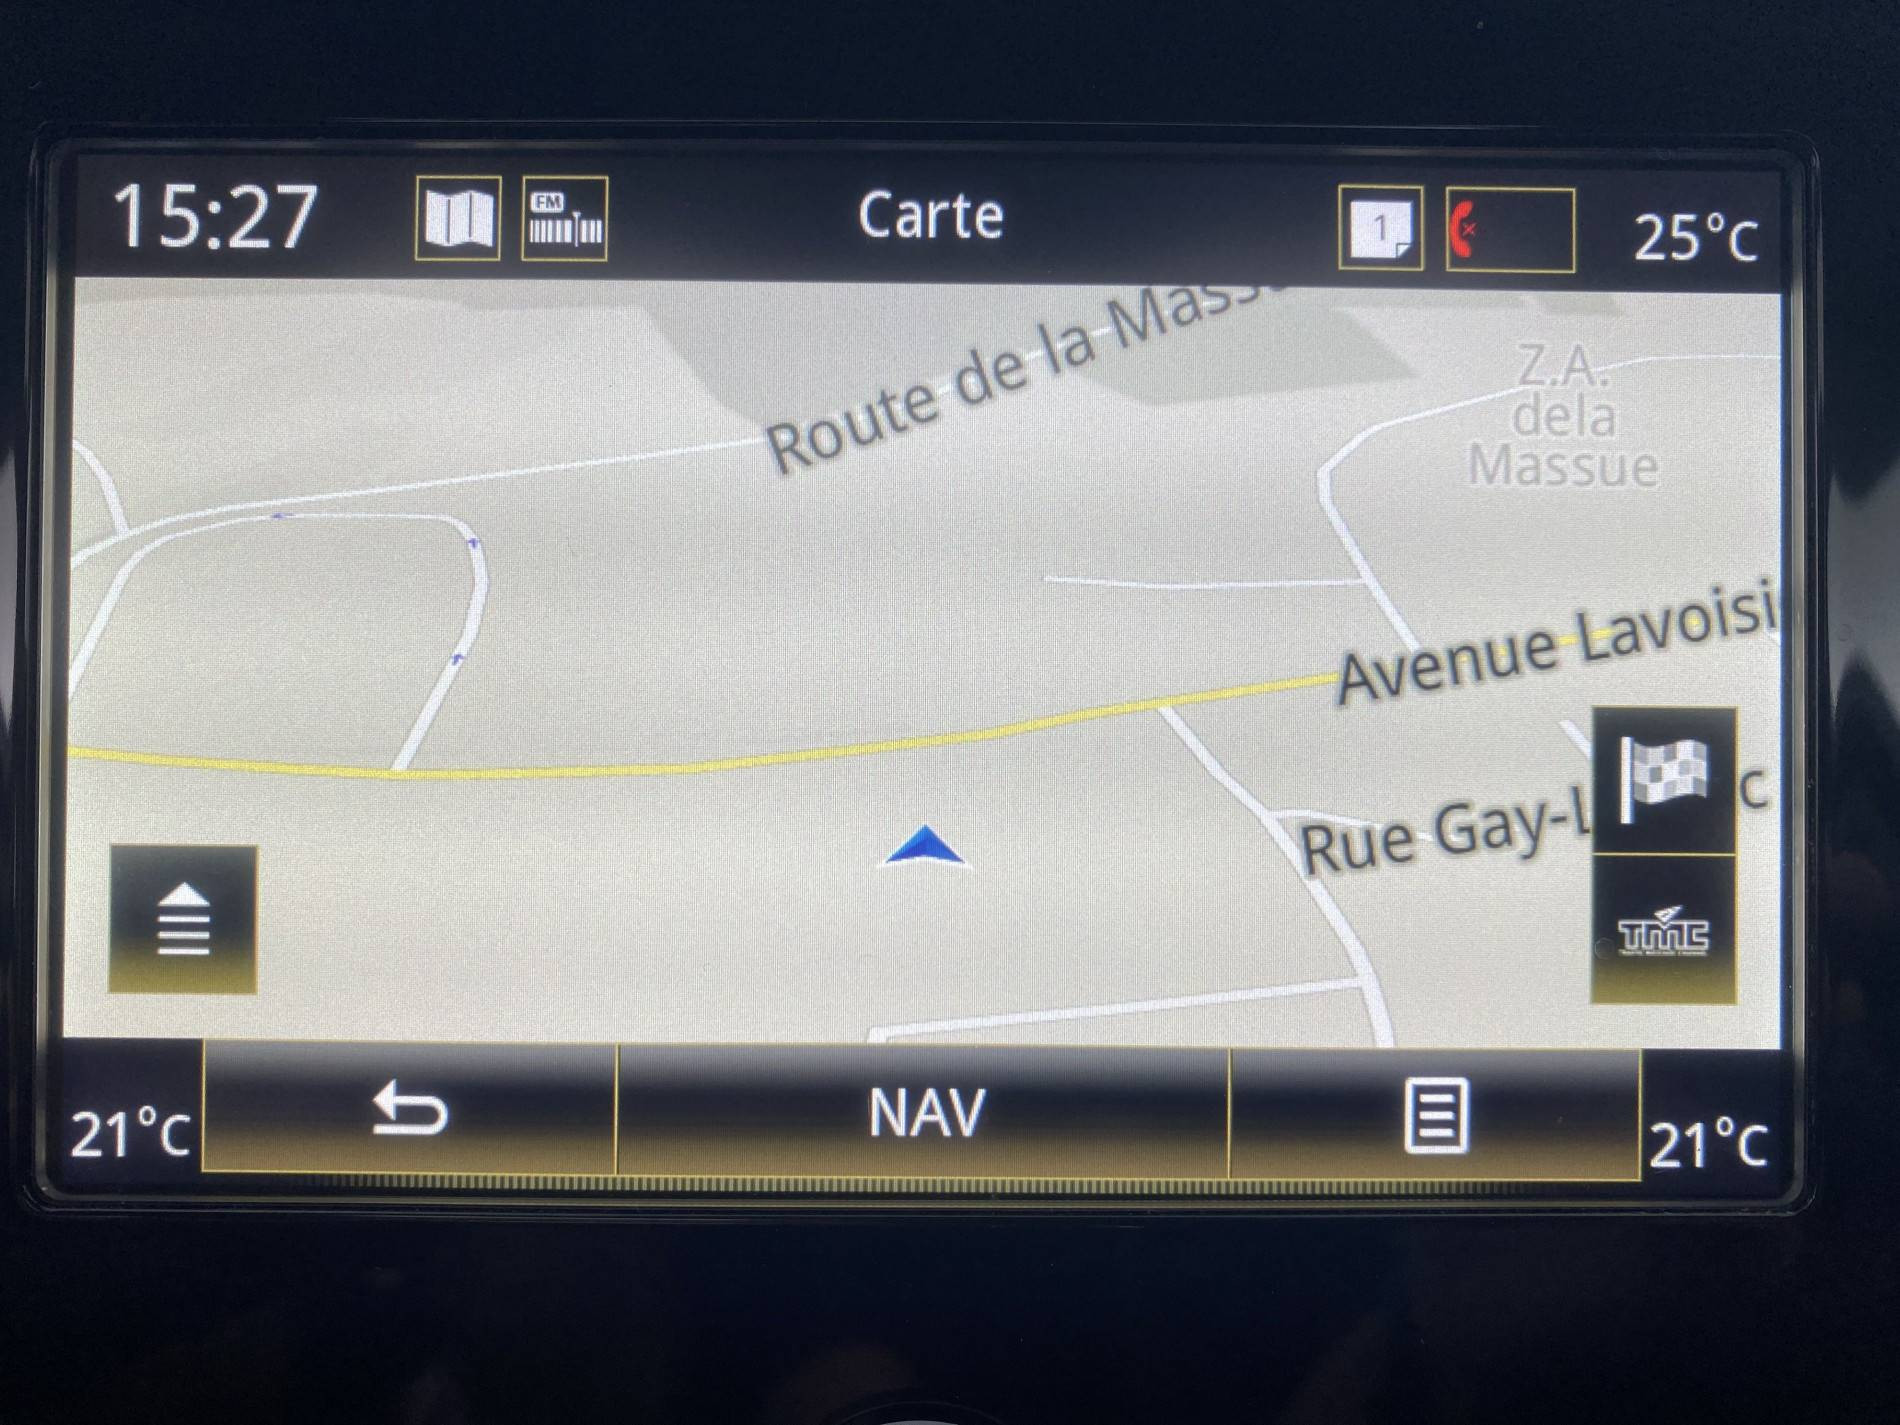 15:27
FM
Carte
1
25°C
Route de la Mass
Z.A.
dela
Massue
Avenue Lavoisi
Rue Gay-L
c
TMC
21°C
NAV
21°C